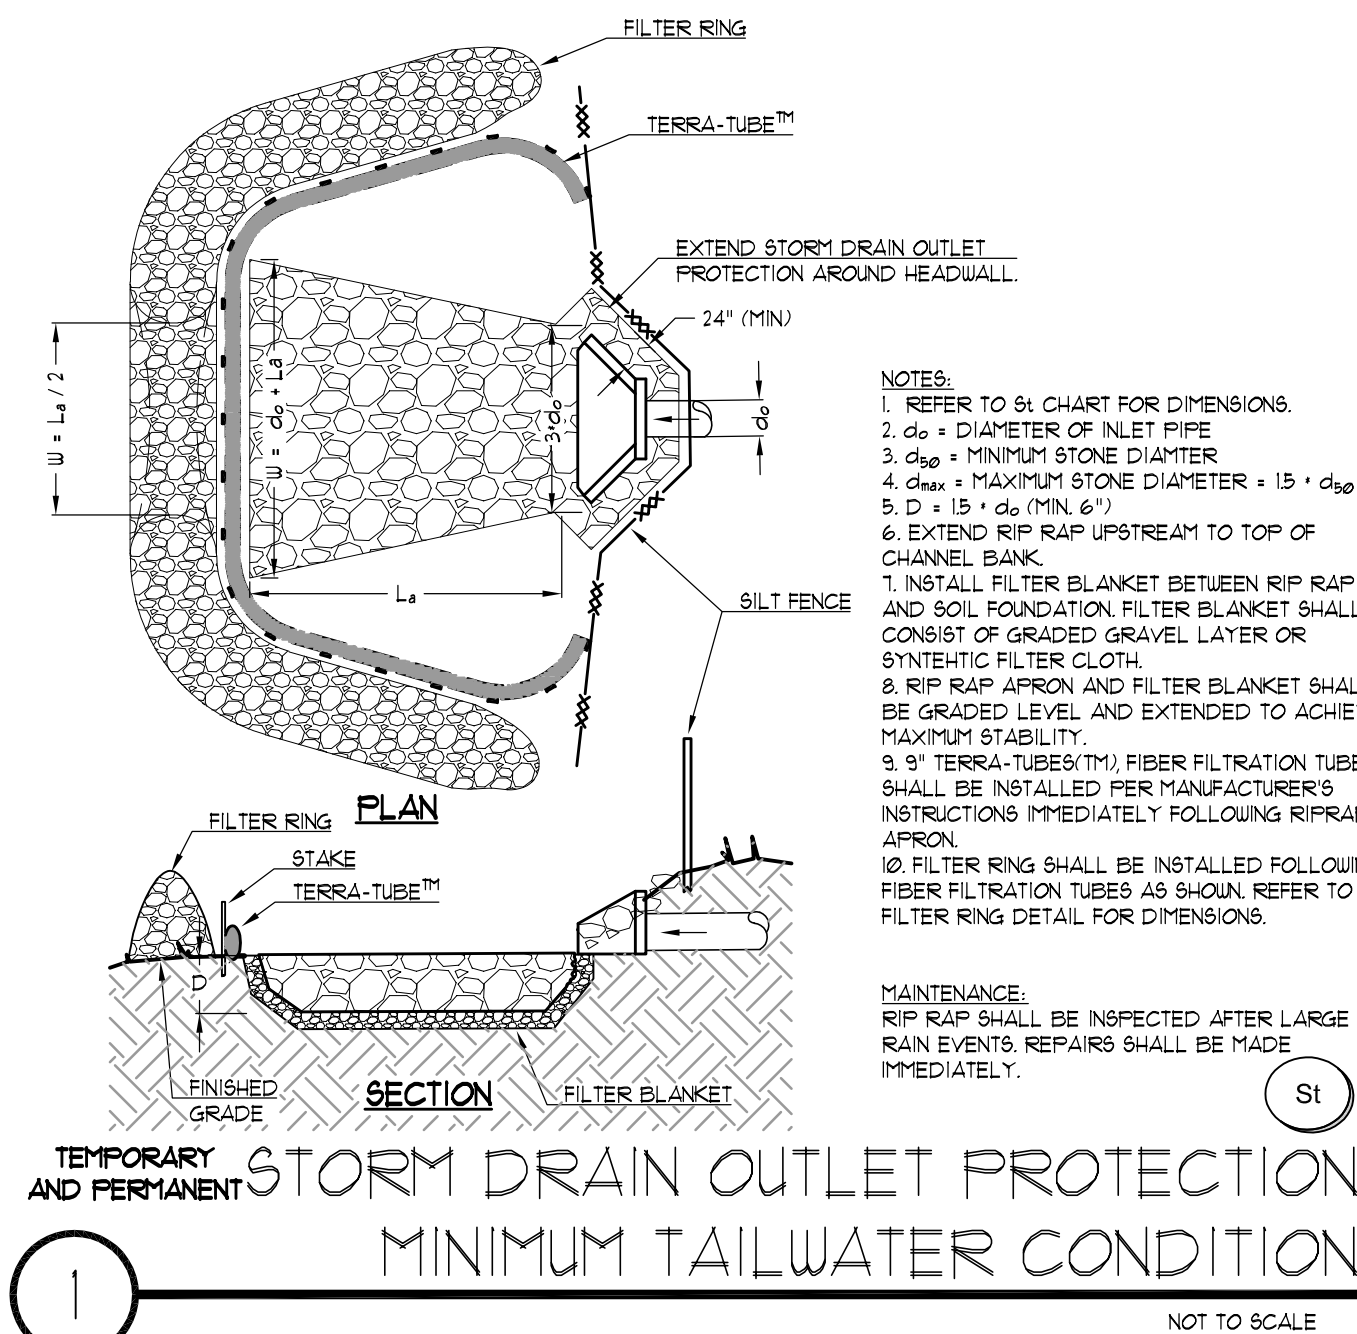 FILTER RING
TERRA-TUBE™
EXTEND STORM DRAIN OUTLET
PROTECTION AROUND HEADWALL.
24" (MIN)
W = La / 2
W = do + La
3*do
do
La
SILT FENCE
PLAN
NOTES:
1. REFER TO St CHART FOR DIMENSIONS.
2. do = DIAMETER OF INLET PIPE
3. d50 = MINIMUM STONE DIAMTER
4. dmax = MAXIMUM STONE DIAMETER = 1.5 * d50
5. D = 1.5 * do (MIN. 6")
6. EXTEND RIP RAP UPSTREAM TO TOP OF
CHANNEL BANK.
7. INSTALL FILTER BLANKET BETWEEN RIP RAP
AND SOIL FOUNDATION. FILTER BLANKET SHALL
CONSIST OF GRADED GRAVEL LAYER OR
SYNTEHTIC FILTER CLOTH.
8. RIP RAP APRON AND FILTER BLANKET SHAL
BE GRADED LEVEL AND EXTENDED TO ACHIE
MAXIMUM STABILITY.
9. 9" TERRA-TUBES(TM), FIBER FILTRATION TUBE
SHALL BE INSTALLED PER MANUFACTURER'S
INSTRUCTIONS IMMEDIATELY FOLLOWING RIPRA
APRON.
10. FILTER RING SHALL BE INSTALLED FOLLOWI
FIBER FILTRATION TUBES AS SHOWN. REFER TO
FILTER RING DETAIL FOR DIMENSIONS.
FILTER RING
STAKE
TERRA-TUBE™
D
FINISHED
GRADE
SECTION
FILTER BLANKET
MAINTENANCE:
RIP RAP SHALL BE INSPECTED AFTER LARGE
RAIN EVENTS. REPAIRS SHALL BE MADE
IMMEDIATELY.
St
TEMPORARY
AND PERMANENT
STORM DRAIN OUTLET PROTECTION
MINIMUM TAILWATER CONDITION
1
NOT TO SCALE